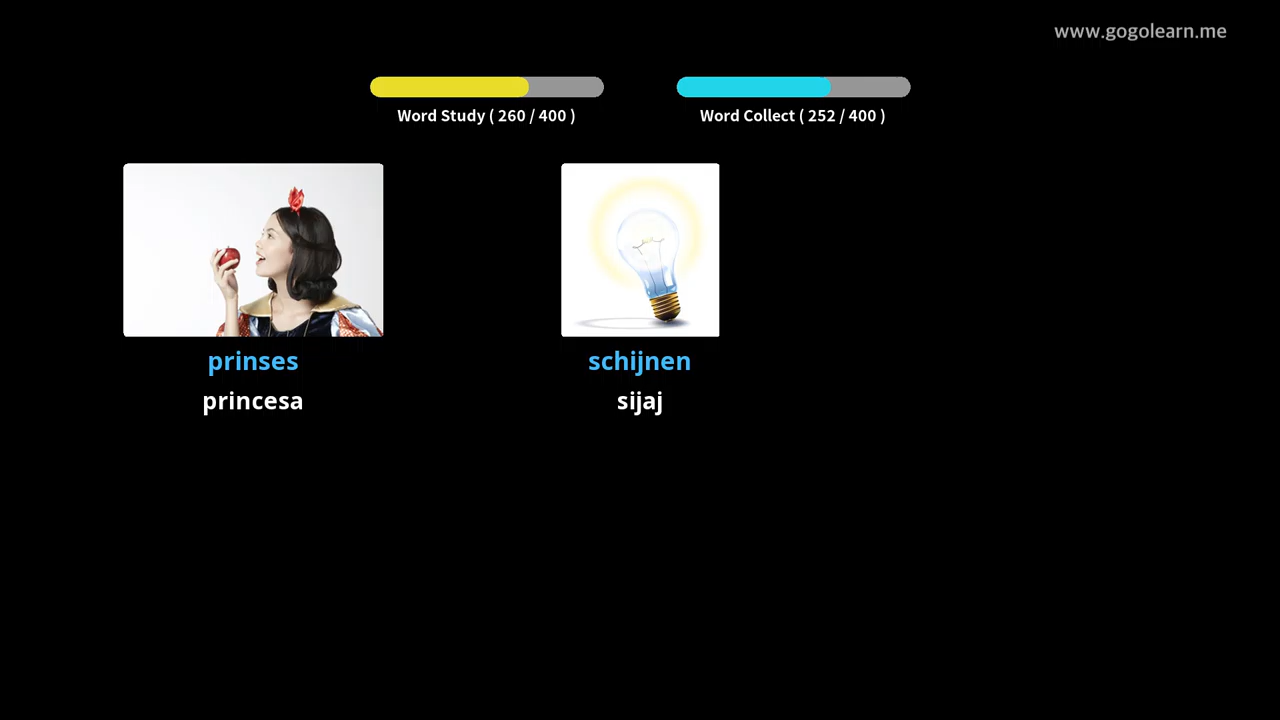 www.gogolearn.me
Word Study ( 260 / 400 )
Word Collect ( 252 / 400 )
prinses
schijnen
princesa
sijaj